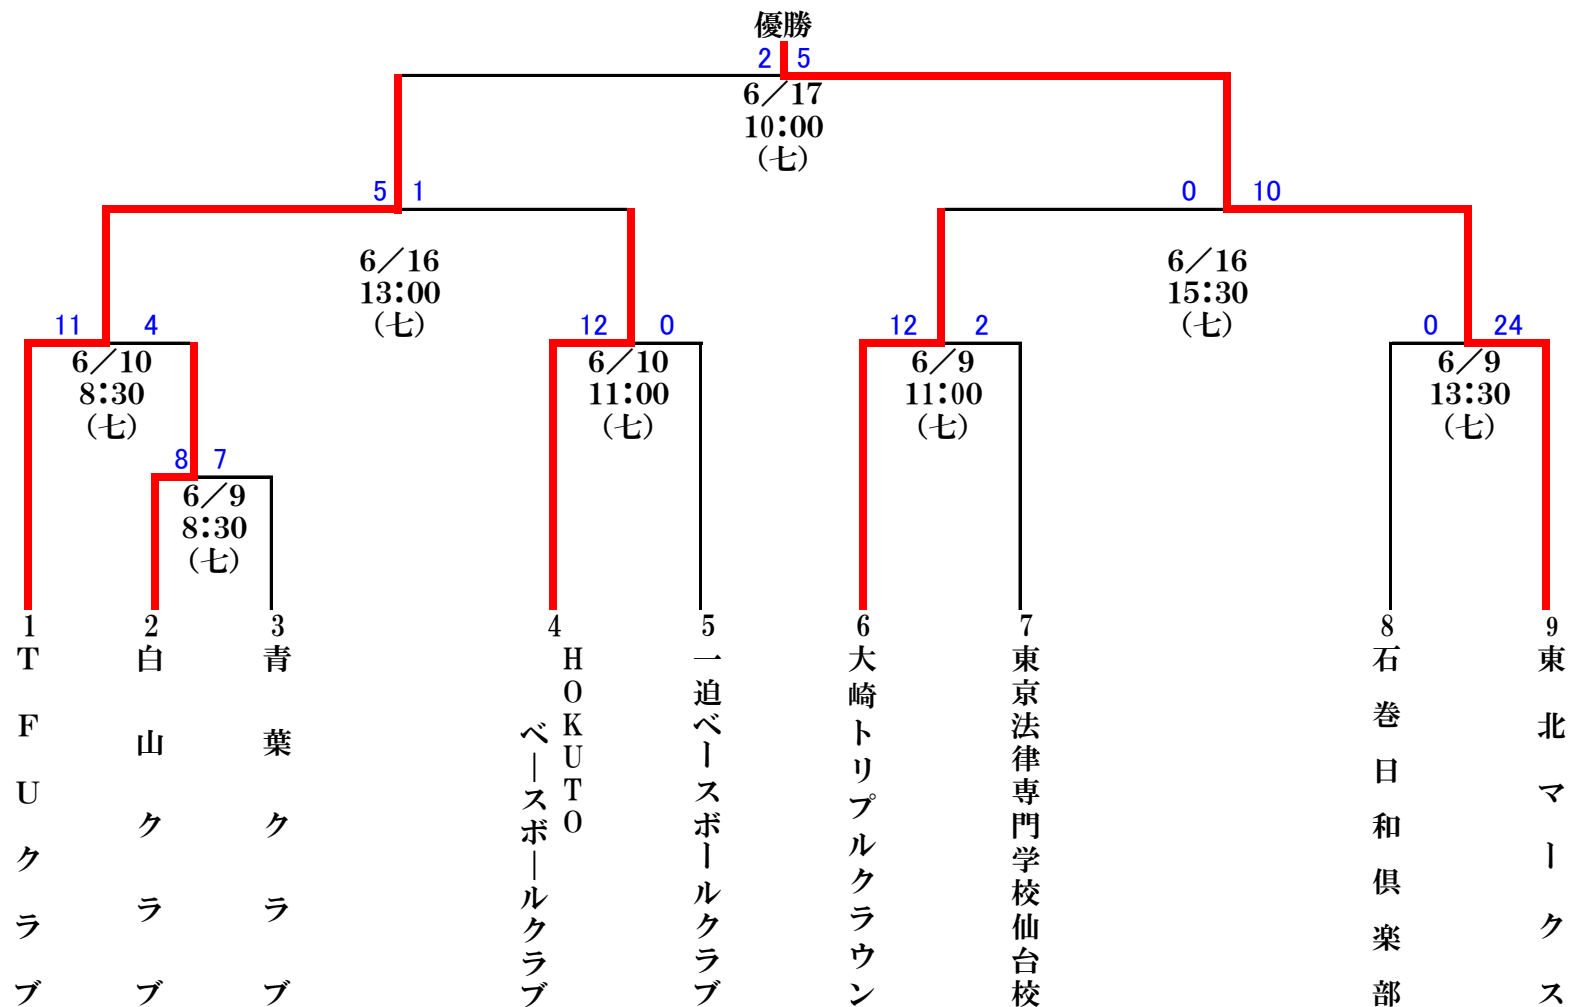 優勝
2 5
6／17
10：00
（七）
5 1
0 10
6／16
13：00
（七）
6／16
15：30
（七）
11 4
12 0
12 2
0 24
6／10
8：30
（七）
6／10
11：00
（七）
6／9
11：00
（七）
6／9
13：30
（七）
8 7
6／9
8：30
（七）
1
ＴＦＵクラブ
2
白山クラブ
3
青葉クラブ
4
ＨＯＫＵＴＯ
ベースボールクラブ
5
一迫ベースボールクラブ
6
大崎トリプルクラウン
7
東京法律専門学校仙台校
8
石巻日和倶楽部
9
東北マークス